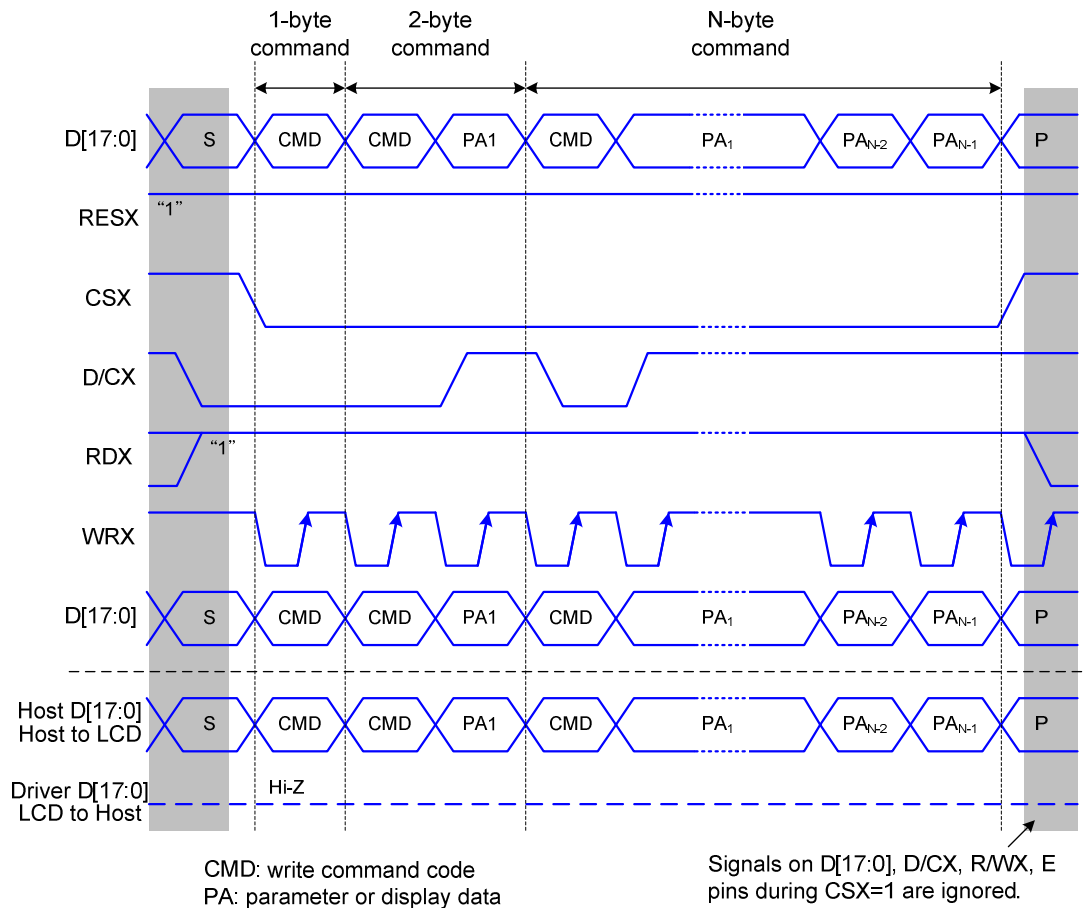 1-byte
command
2-byte
command
N-byte
command
D[17:0]
S
CMD
CMD
PA1
CMD
PA₁
PAN-2
PAN-1
P
RESX
“1”
CSX
D/CX
RDX
“1”
WRX
D[17:0]
S
CMD
CMD
PA1
CMD
PA₁
PAN-2
PAN-1
P
Host D[17:0]
Host to LCD
S
CMD
CMD
PA1
CMD
PA₁
PAN-2
PAN-1
P
Driver D[17:0]
LCD to Host
Hi-Z
CMD: write command code
PA: parameter or display data
Signals on D[17:0], D/CX, R/WX, E
pins during CSX=1 are ignored.